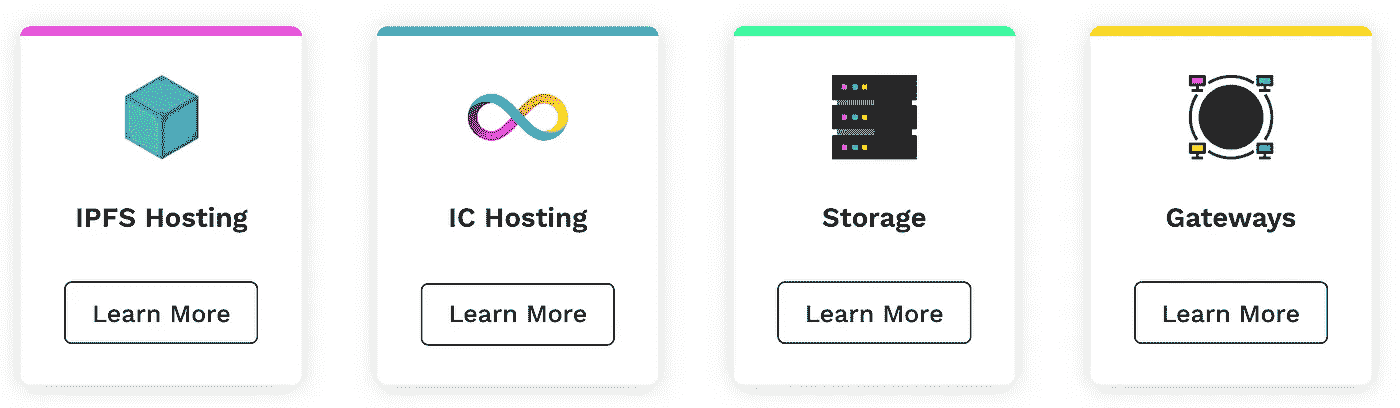 IPFS Hosting
Learn More
IC Hosting
Learn More
Storage
Learn More
Gateways
Learn More